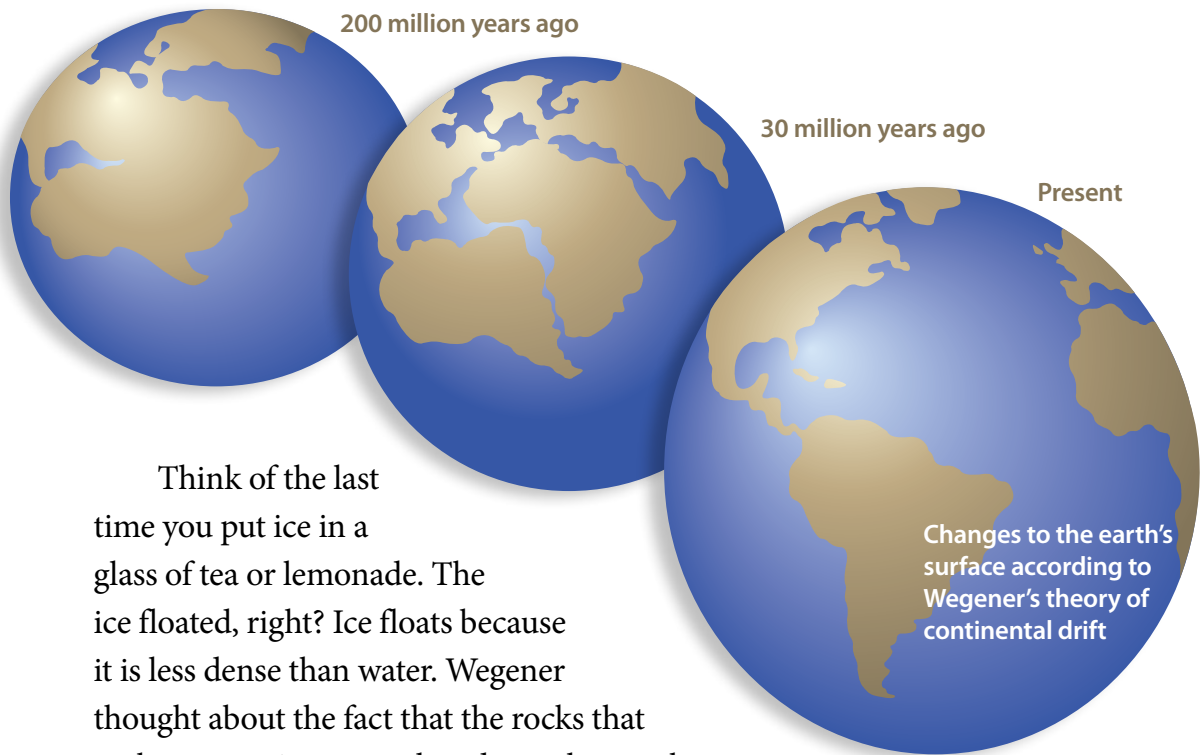 200 million years ago
30 million years ago
Present
Changes to the earth's
surface according to
Wegener's theory of
continental drift
Think of the last
time you put ice in a
glass of tea or lemonade. The
ice floated, right? Ice floats because
it is less dense than water. Wegener
thought about the fact that the rocks that